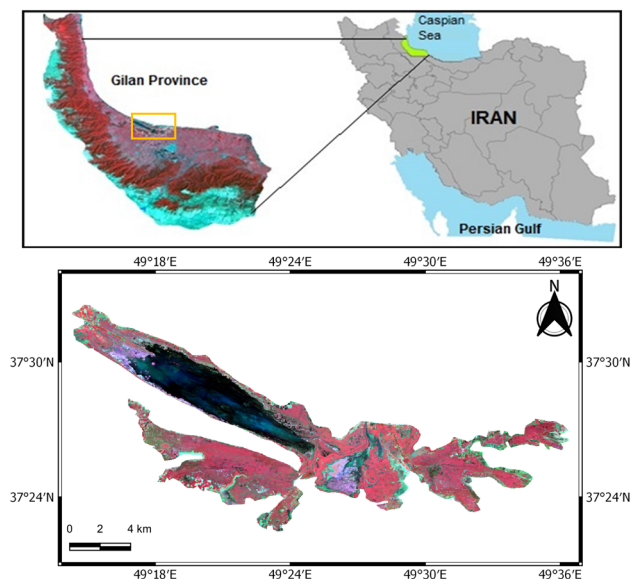 Caspian
Sea
Gilan Province
IRAN
Persian Gulf
49°18′E 49°24′E 49°30′E 49°36′E
N
37°30′N 37°30′N
37°24′N 37°24′N
0 2 4 km
49°18′E 49°24′E 49°30′E 49°36′E